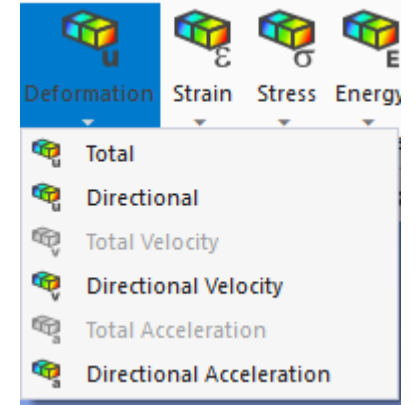 u ε σ E
Deformation Strain Stress Energy
Total
Directional
Total Velocity
Directional Velocity
Total Acceleration
Directional Acceleration